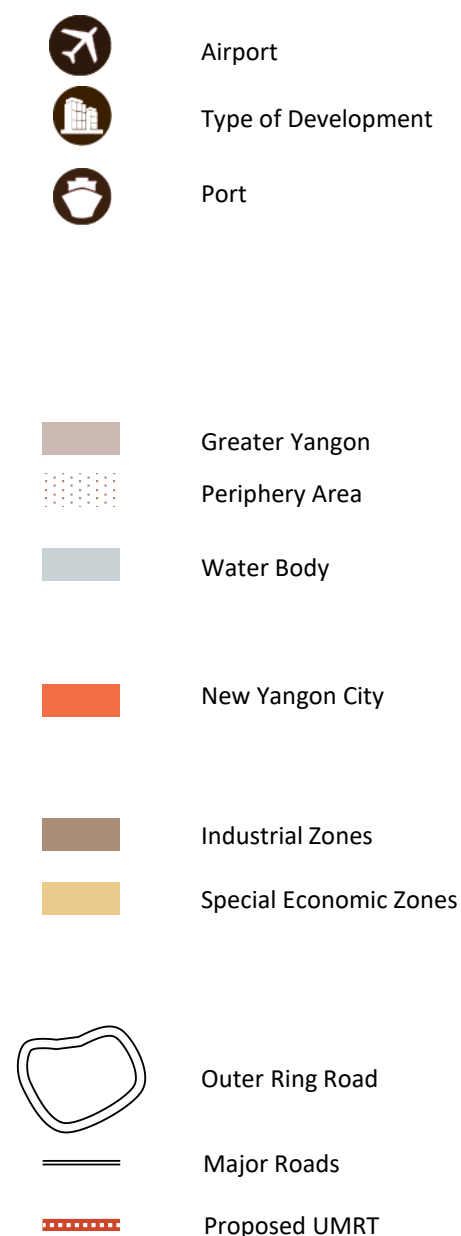 Airport
Type of Development
Port
Greater Yangon
Periphery Area
Water Body
New Yangon City
Industrial Zones
Special Economic Zones
Outer Ring Road
Major Roads
Proposed UMRT